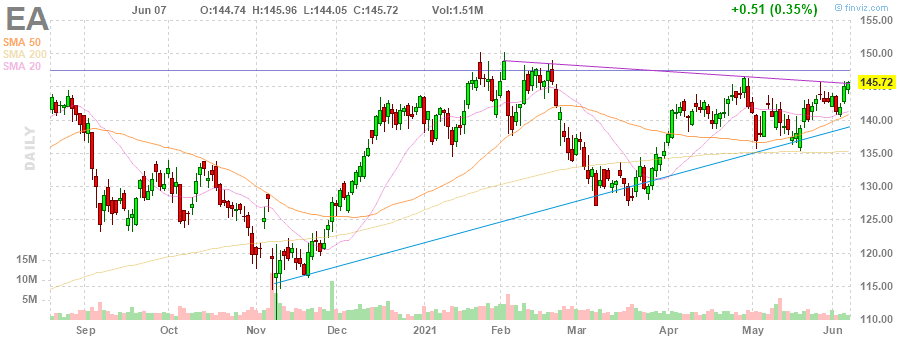 EA
Jun 07 O:144.74 H:145.96 L:144.05 C:145.72 Vol:1.51M
+0.51 (0.35%)
© finviz.com
SMA 50
SMA 200
SMA 20
DAILY
155.00
150.00
145.72
140.00
135.00
130.00
125.00
120.00
115.00
110.00
15M
10M
5M
Sep Oct Nov Dec 2021 Feb Mar Apr May Jun